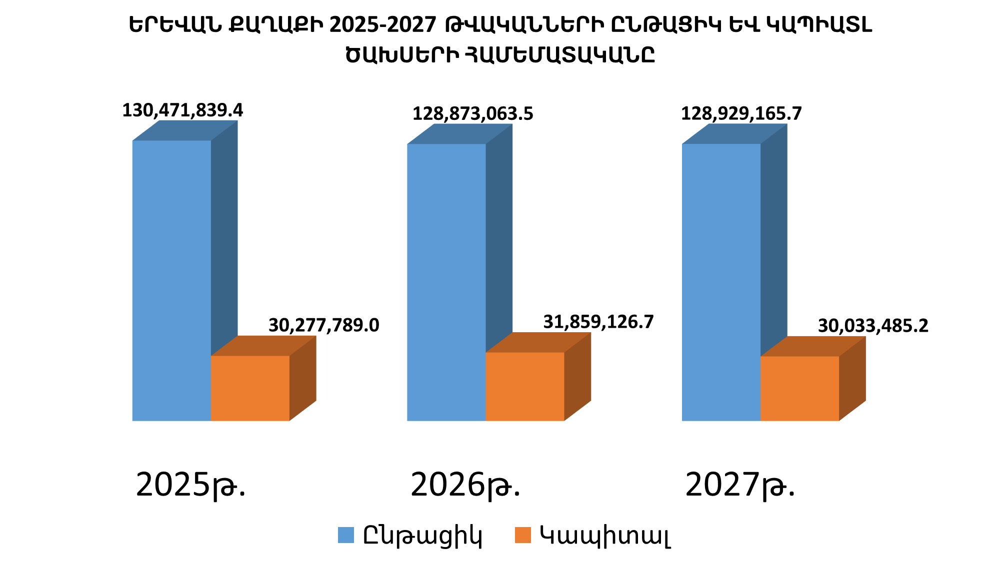 ԵՐԵՎԱՆ ՔԱՂԱՔԻ 2025-2027 ԹՎԱԿԱՆՆԵՐԻ ԸՆԹԱՑԻԿ ԵՎ ԿԱՊԻԱՏԼ
ԾԱԽՍԵՐԻ ՀԱՄԵՄԱՏԱԿԱՆԸ
130,471,839.4
128,873,063.5
128,929,165.7
30,277,789.0
31,859,126.7
30,033,485.2
2025թ.
2026թ.
2027թ.
Ընթացիկ
Կապիտալ